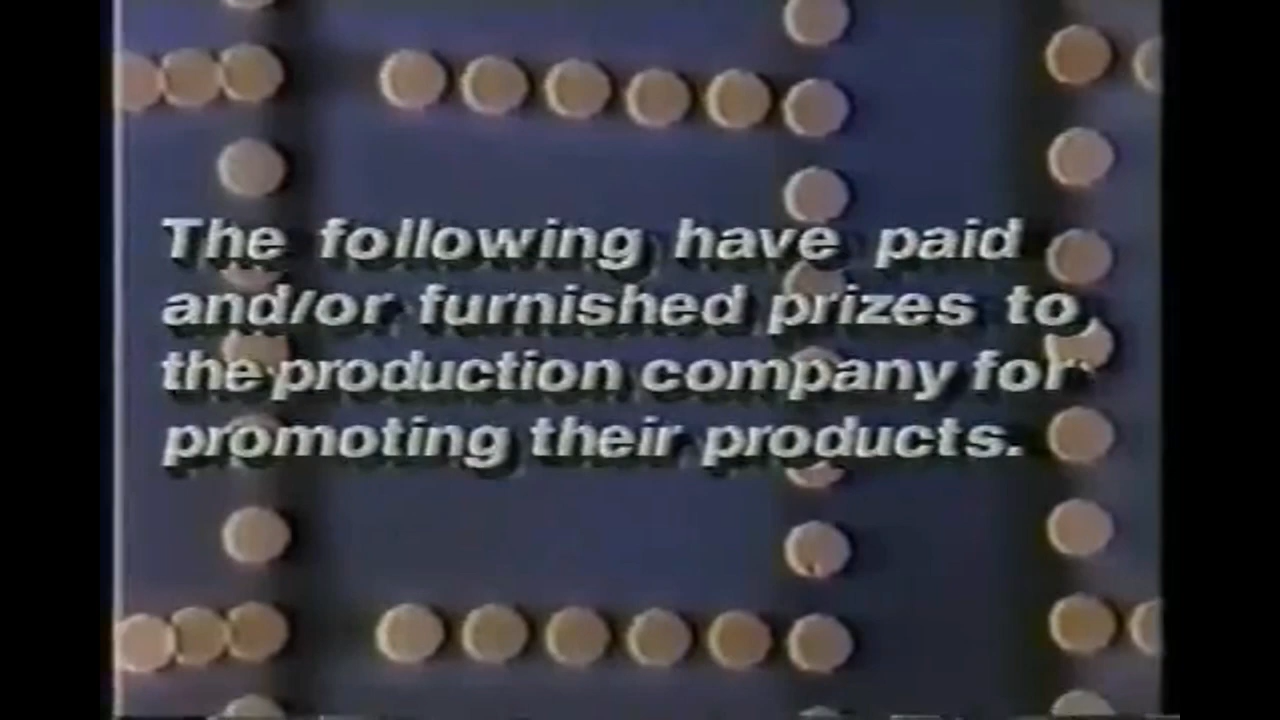 The following have paid
and/or furnished prizes to
the production company for
promoting their products.